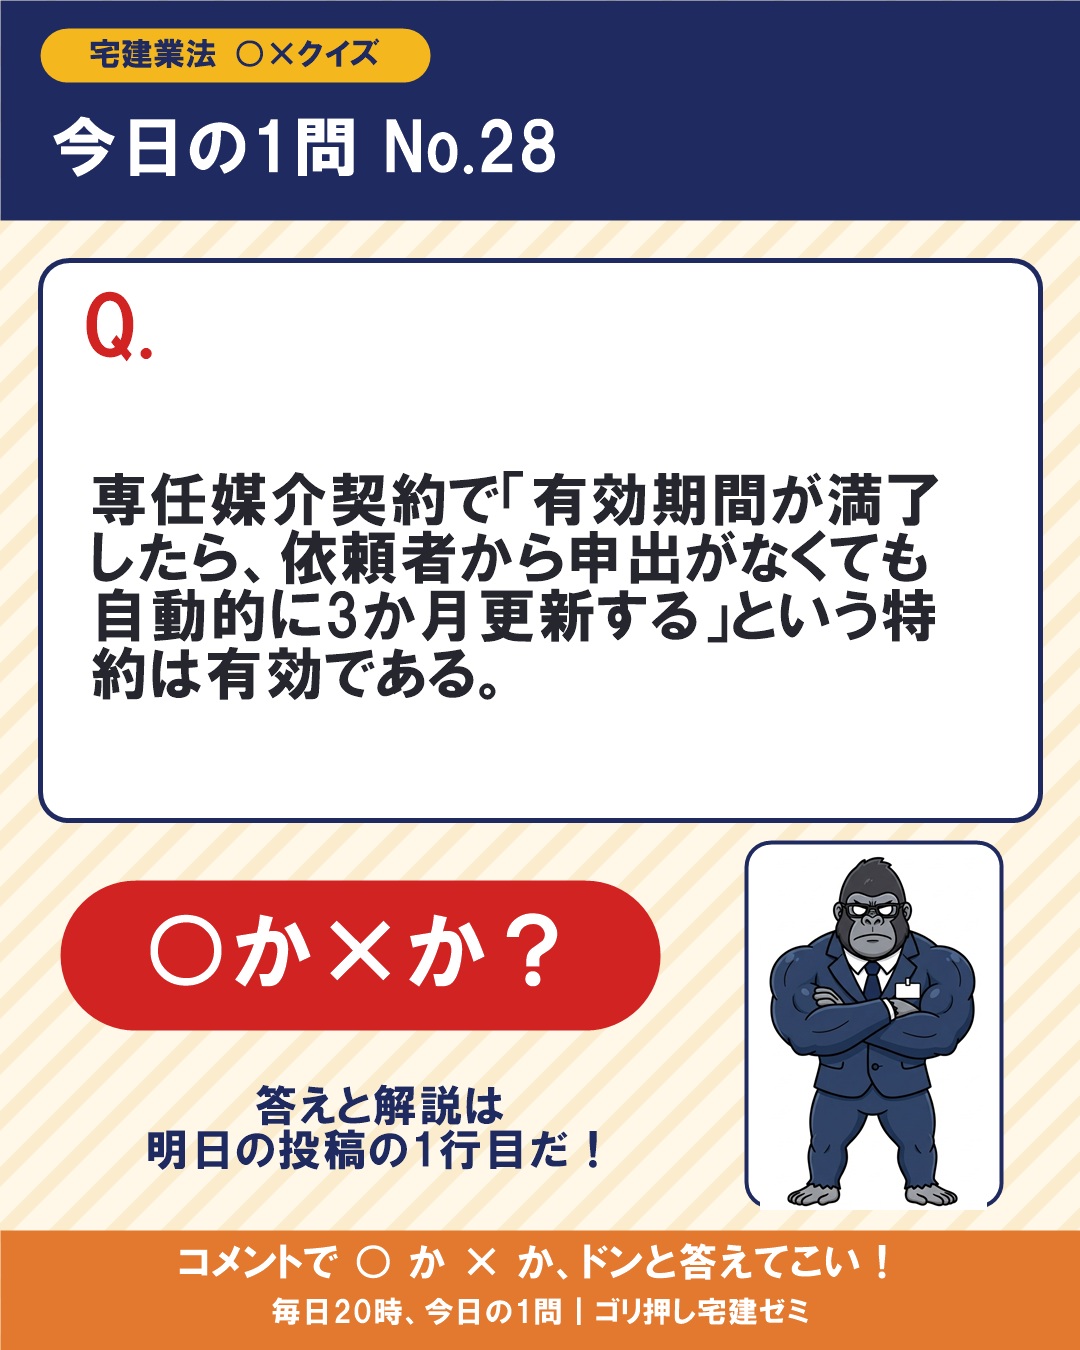 宅建業法 ○×クイズ
今日の1問 No.28
Q.
専任媒介契約で「有効期間が満了
したら、依頼者から申出がなくても
自動的に3か月更新する」という特
約は有効である。
○か×か？
答えと解説は
明日の投稿の1行目だ！
コメントで ○ か × か、ドンと答えてこい！
毎日20時、今日の1問｜ゴリ押し宅建ゼミ